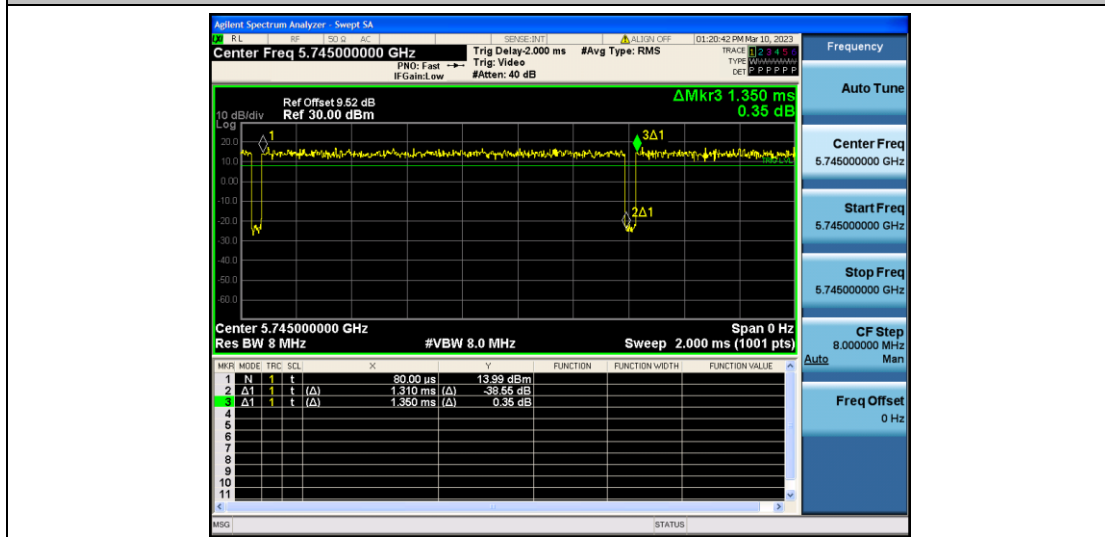 Agilent Spectrum Analyzer - Swept SA
RL RF 50 Ω AC SENSE:INT ALIGN OFF 01:20:42 PM Mar 10, 2023
Center Freq 5.745000000 GHz
PNO: Fast
IFGain:Low
Trig Delay-2.000 ms
Trig: Video
#Atten: 40 dB
#Avg Type: RMS
TRACE 1 2 3 4 5 6
TYPE
DET P P P P P P
Frequency
Auto Tune
Center Freq
5.745000000 GHz
Start Freq
5.745000000 GHz
Stop Freq
5.745000000 GHz
CF Step
8.000000 MHz
Auto Man
Freq Offset
0 Hz
ΔMkr3 1.350 ms
0.35 dB
Ref Offset 9.52 dB
10 dB/div Ref 30.00 dBm
Log
20.0
10.0
0.00
-10.0
-20.0
-30.0
-40.0
-50.0
-60.0
1
3Δ1
2Δ1
Center 5.745000000 GHz Span 0 Hz
Res BW 8 MHz #VBW 8.0 MHz Sweep 2.000 ms (1001 pts)
MKR MODE TRC SCL X Y FUNCTION FUNCTION WIDTH FUNCTION VALUE
1 N 1 t 80.00 µs 13.99 dBm
2 Δ1 1 t (Δ) 1.310 ms (Δ) -38.55 dB
3 Δ1 1 t (Δ) 1.350 ms (Δ) 0.35 dB
4
5
6
7
8
9
10
11
MSG STATUS